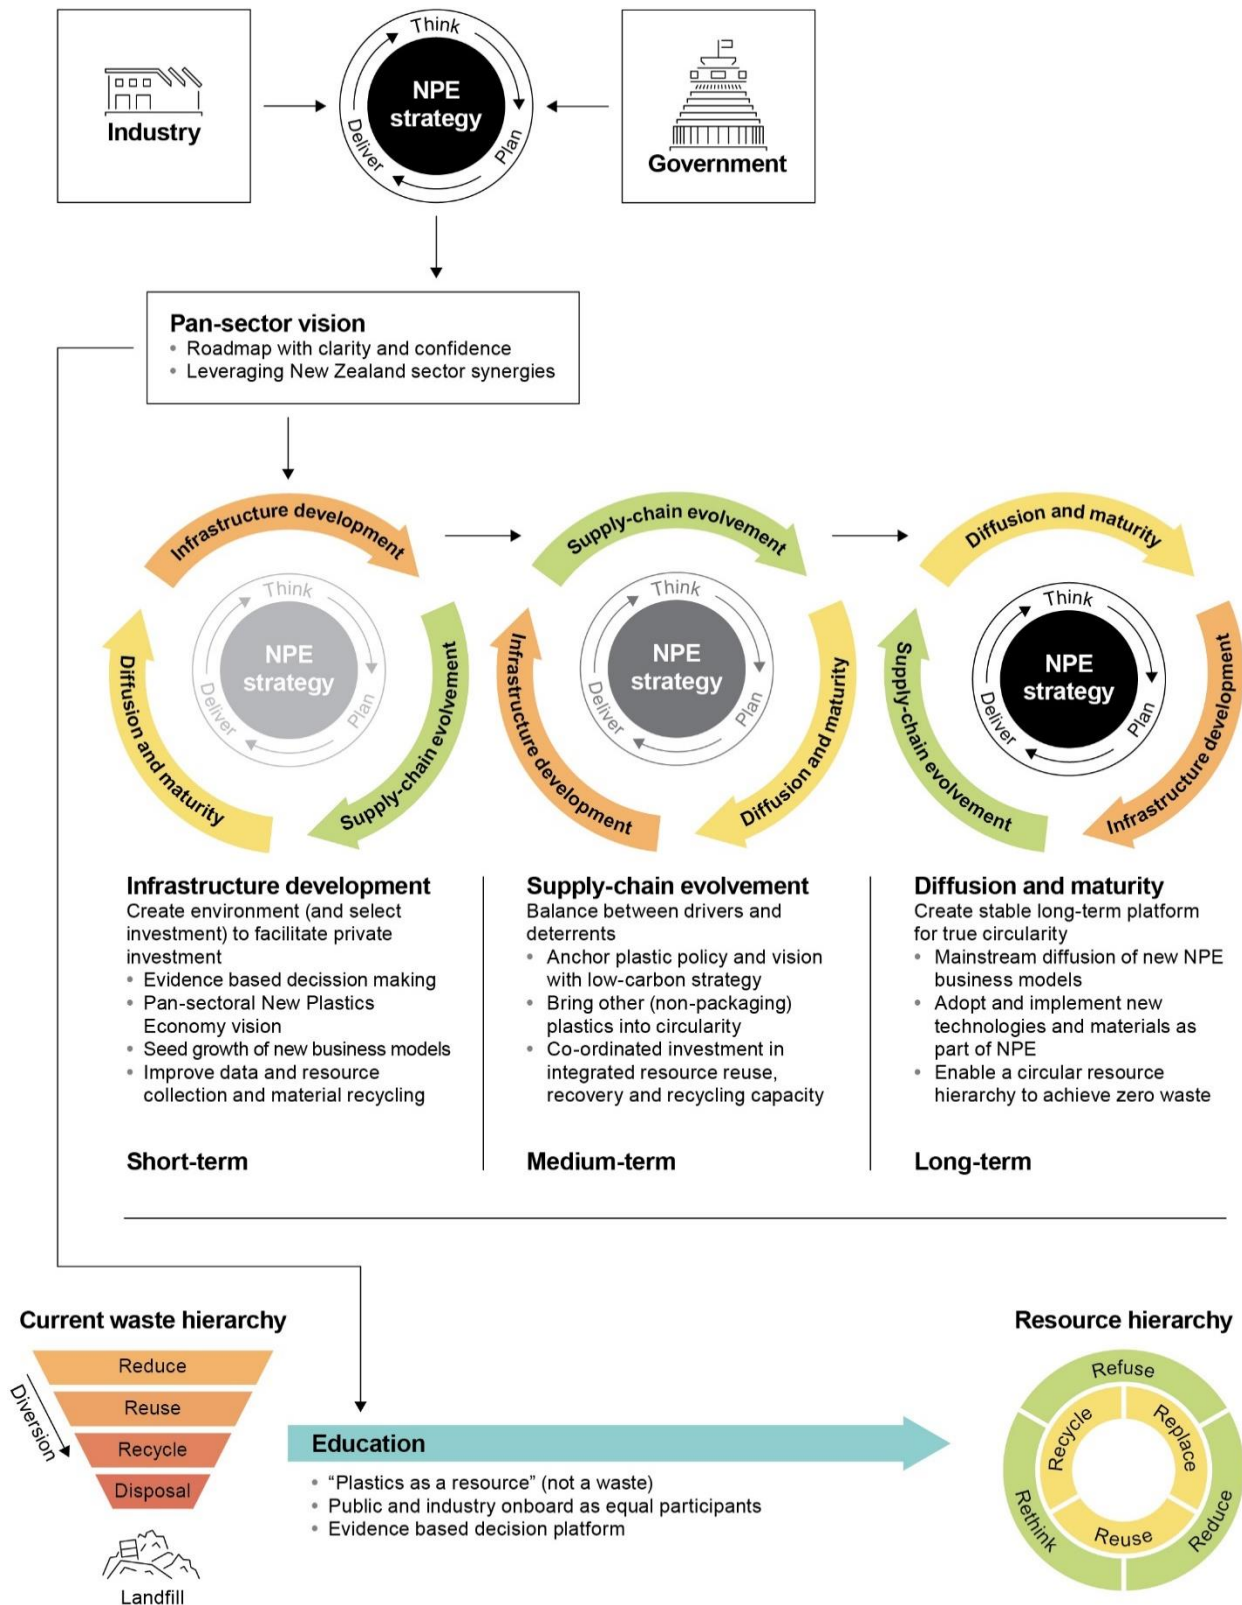 Industry
Think
Plan
Deliver
NPE
strategy
Government
Pan-sector vision
• Roadmap with clarity and confidence
• Leveraging New Zealand sector synergies
Infrastructure development
Supply-chain evolvement
Diffusion and maturity
Think
Plan
Deliver
NPE
strategy
Supply-chain evolvement
Diffusion and maturity
Infrastructure development
Think
Plan
Deliver
NPE
strategy
Diffusion and maturity
Infrastructure development
Supply-chain evolvement
Think
Plan
Deliver
NPE
strategy
Infrastructure development
Create environment (and select
investment) to facilitate private
investment
• Evidence based decission making
• Pan-sectoral New Plastics
Economy vision
• Seed growth of new business models
• Improve data and resource
collection and material recycling
Short-term
Supply-chain evolvement
Balance between drivers and
deterrents
• Anchor plastic policy and vision
with low-carbon strategy
• Bring other (non-packaging)
plastics into circularity
• Co-ordinated investment in
integrated resource reuse,
recovery and recycling capacity
Medium-term
Diffusion and maturity
Create stable long-term platform
for true circularity
• Mainstream diffusion of new NPE
business models
• Adopt and implement new
technologies and materials as
part of NPE
• Enable a circular resource
hierarchy to achieve zero waste
Long-term
Current waste hierarchy
Diversion
Reduce
Reuse
Recycle
Disposal
Landfill
Education
• “Plastics as a resource” (not a waste)
• Public and industry onboard as equal participants
• Evidence based decision platform
Resource hierarchy
Refuse
Reduce
Rethink
Recycle
Replace
Reuse